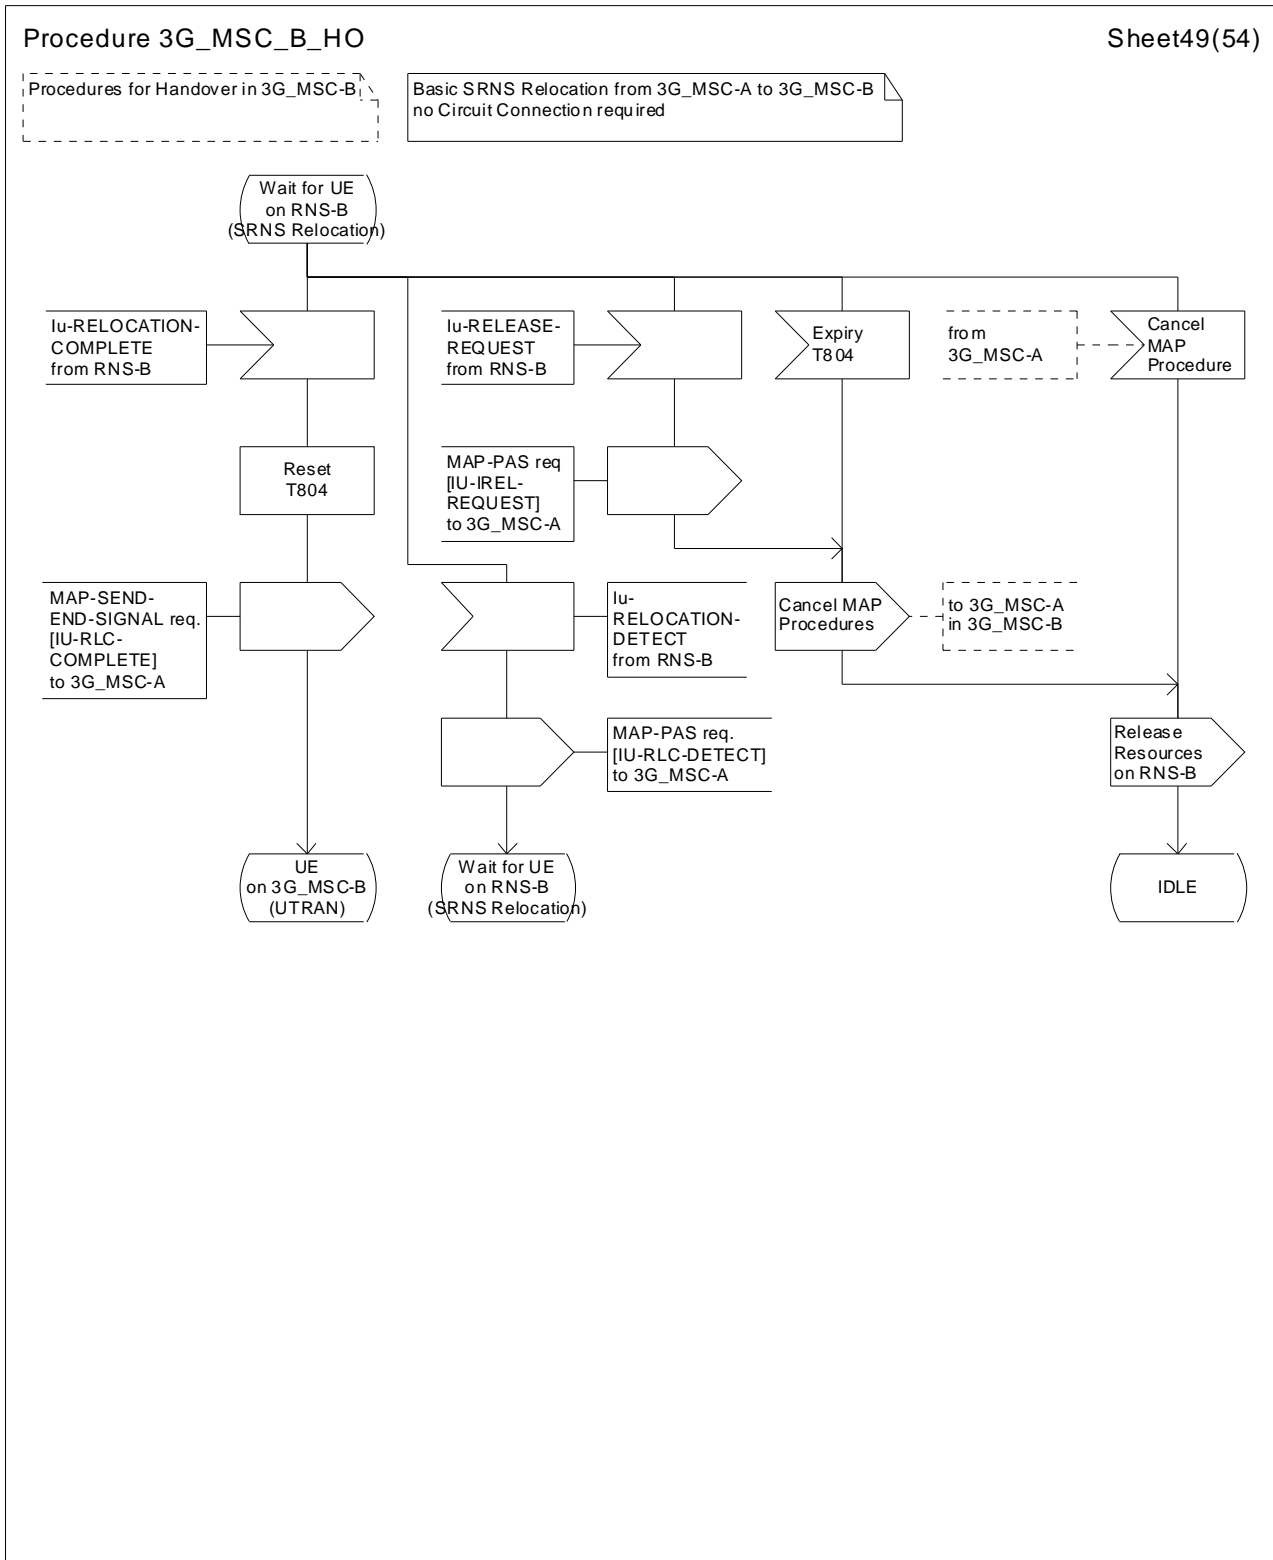 Procedure 3G_MSC_B_HO
Sheet49(54)
Procedures for Handover in 3G_MSC-B
Basic SRNS Relocation from 3G_MSC-A to 3G_MSC-B
no Circuit Connection required
Wait for UE
on RNS-B
(SRNS Relocation)
Iu-RELOCATION-
COMPLETE
from RNS-B
Iu-RELEASE-
REQUEST
from RNS-B
Expiry
T804
from
3G_MSC-A
Cancel
MAP
Procedure
Reset
T804
MAP-PAS req
[IU-IREL-
REQUEST]
to 3G_MSC-A
MAP-SEND-
END-SIGNAL req.
[IU-RLC-
COMPLETE]
to 3G_MSC-A
Iu-
RELOCATION-
DETECT
from RNS-B
Cancel MAP
Procedures
to 3G_MSC-A
in 3G_MSC-B
MAP-PAS req.
[IU-RLC-DETECT]
to 3G_MSC-A
Release
Resources
on RNS-B
UE
on 3G_MSC-B
(UTRAN)
Wait for UE
on RNS-B
(SRNS Relocation)
IDLE